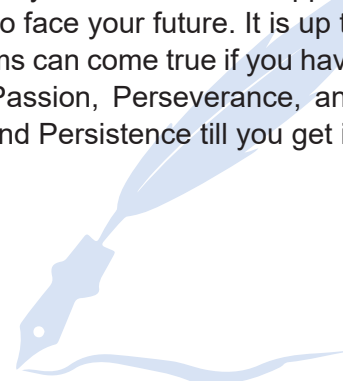 o face your future. It is up t
ms can come true if you hav
Passion, Perseverance, an
nd Persistence till you get i